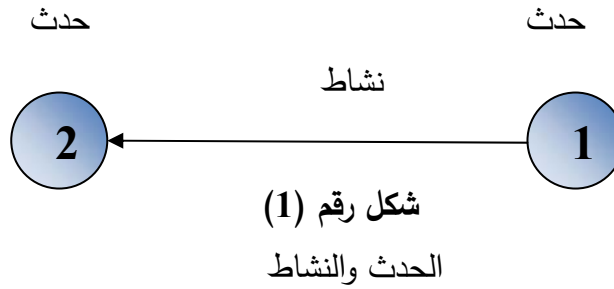 حدث حدث
نشاط
1 2
شكل رقم (1)
الحدث والنشاط